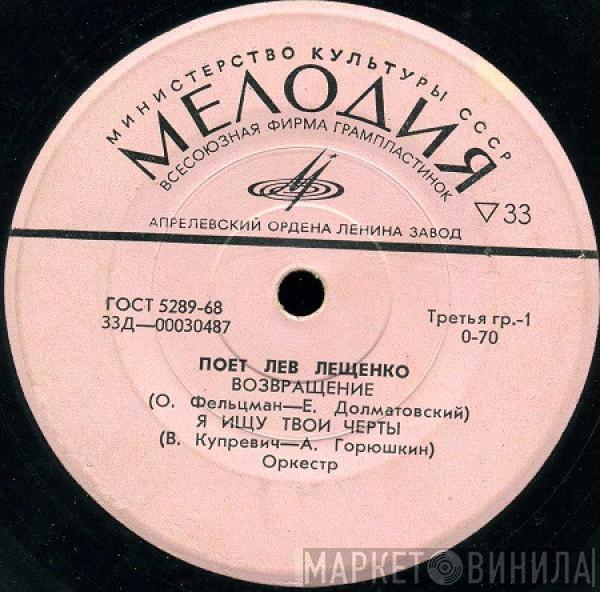 МИНИСТЕРСТВО КУЛЬТУРЫ СССР
МЕЛОДИЯ
ВСЕСОЮЗНАЯ ФИРМА ГРАМПЛАСТИНОК
АПРЕЛЕВСКИЙ ОРДЕНА ЛЕНИНА ЗАВОД
▽33
ГОСТ 5289-68
33Д—00030487
Третья гр.-1
0-70
ПОЕТ ЛЕВ ЛЕЩЕНКО
ВОЗВРАЩЕНИЕ
(О. Фельцман—Е. Долматовский)
Я ИЩУ ТВОИ ЧЕРТЫ
(В. Купревич—А. Горюшкин)
Оркестр
МАРКЕТ ВИНИЛА